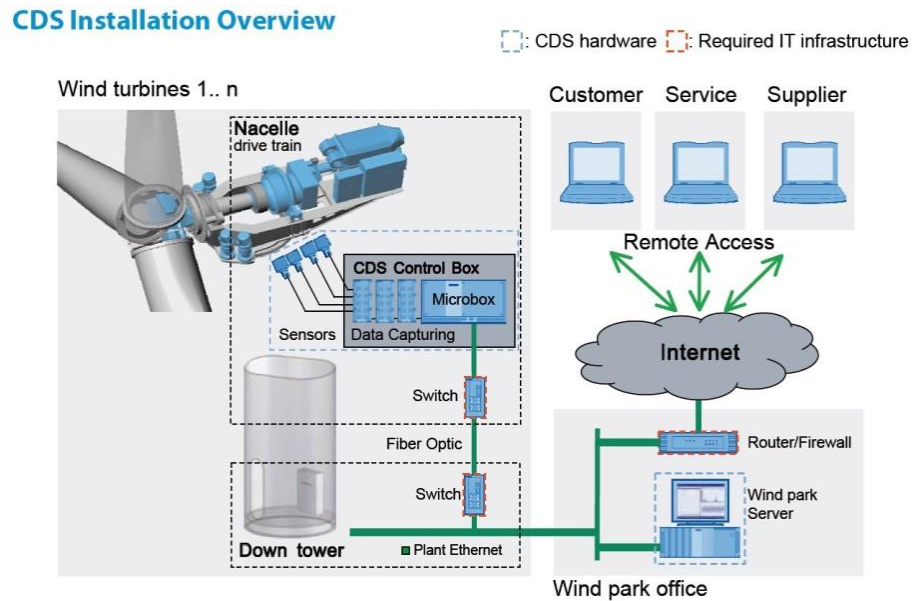 CDS Installation Overview
: CDS hardware : Required IT infrastructure
Wind turbines 1.. n
Customer Service Supplier
Nacelle
drive train
Remote Access
CDS Control Box
Microbox
Sensors Data Capturing
Internet
Switch
Fiber Optic
Router/Firewall
Switch
Wind park
Server
Down tower
Plant Ethernet
Wind park office